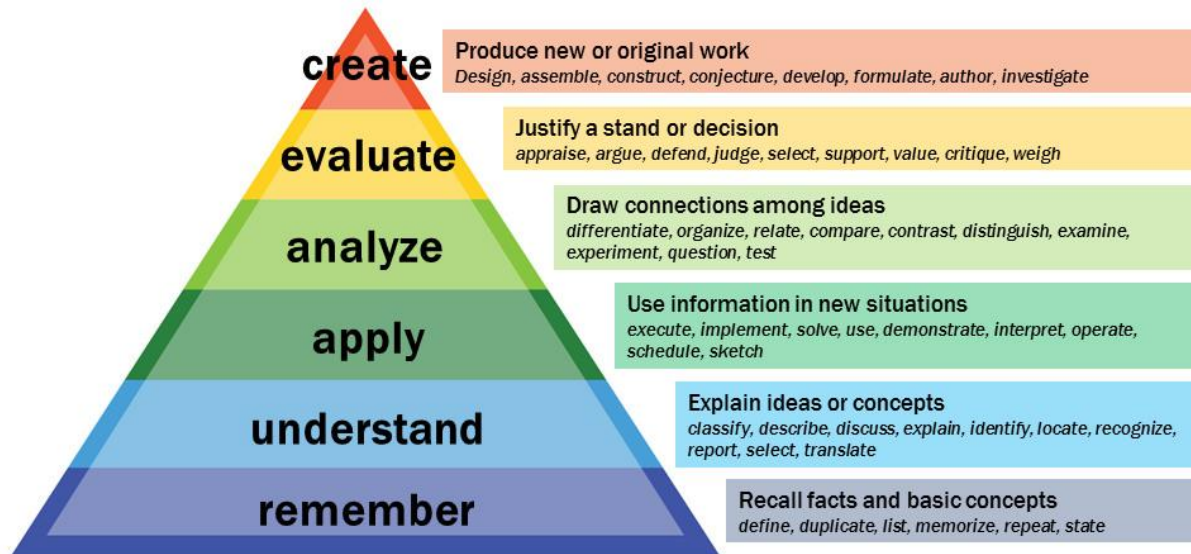 create
Produce new or original work
Design, assemble, construct, conjecture, develop, formulate, author, investigate
evaluate
Justify a stand or decision
appraise, argue, defend, judge, select, support, value, critique, weigh
analyze
Draw connections among ideas
differentiate, organize, relate, compare, contrast, distinguish, examine,
experiment, question, test
apply
Use information in new situations
execute, implement, solve, use, demonstrate, interpret, operate,
schedule, sketch
understand
Explain ideas or concepts
classify, describe, discuss, explain, identify, locate, recognize,
report, select, translate
remember
Recall facts and basic concepts
define, duplicate, list, memorize, repeat, state